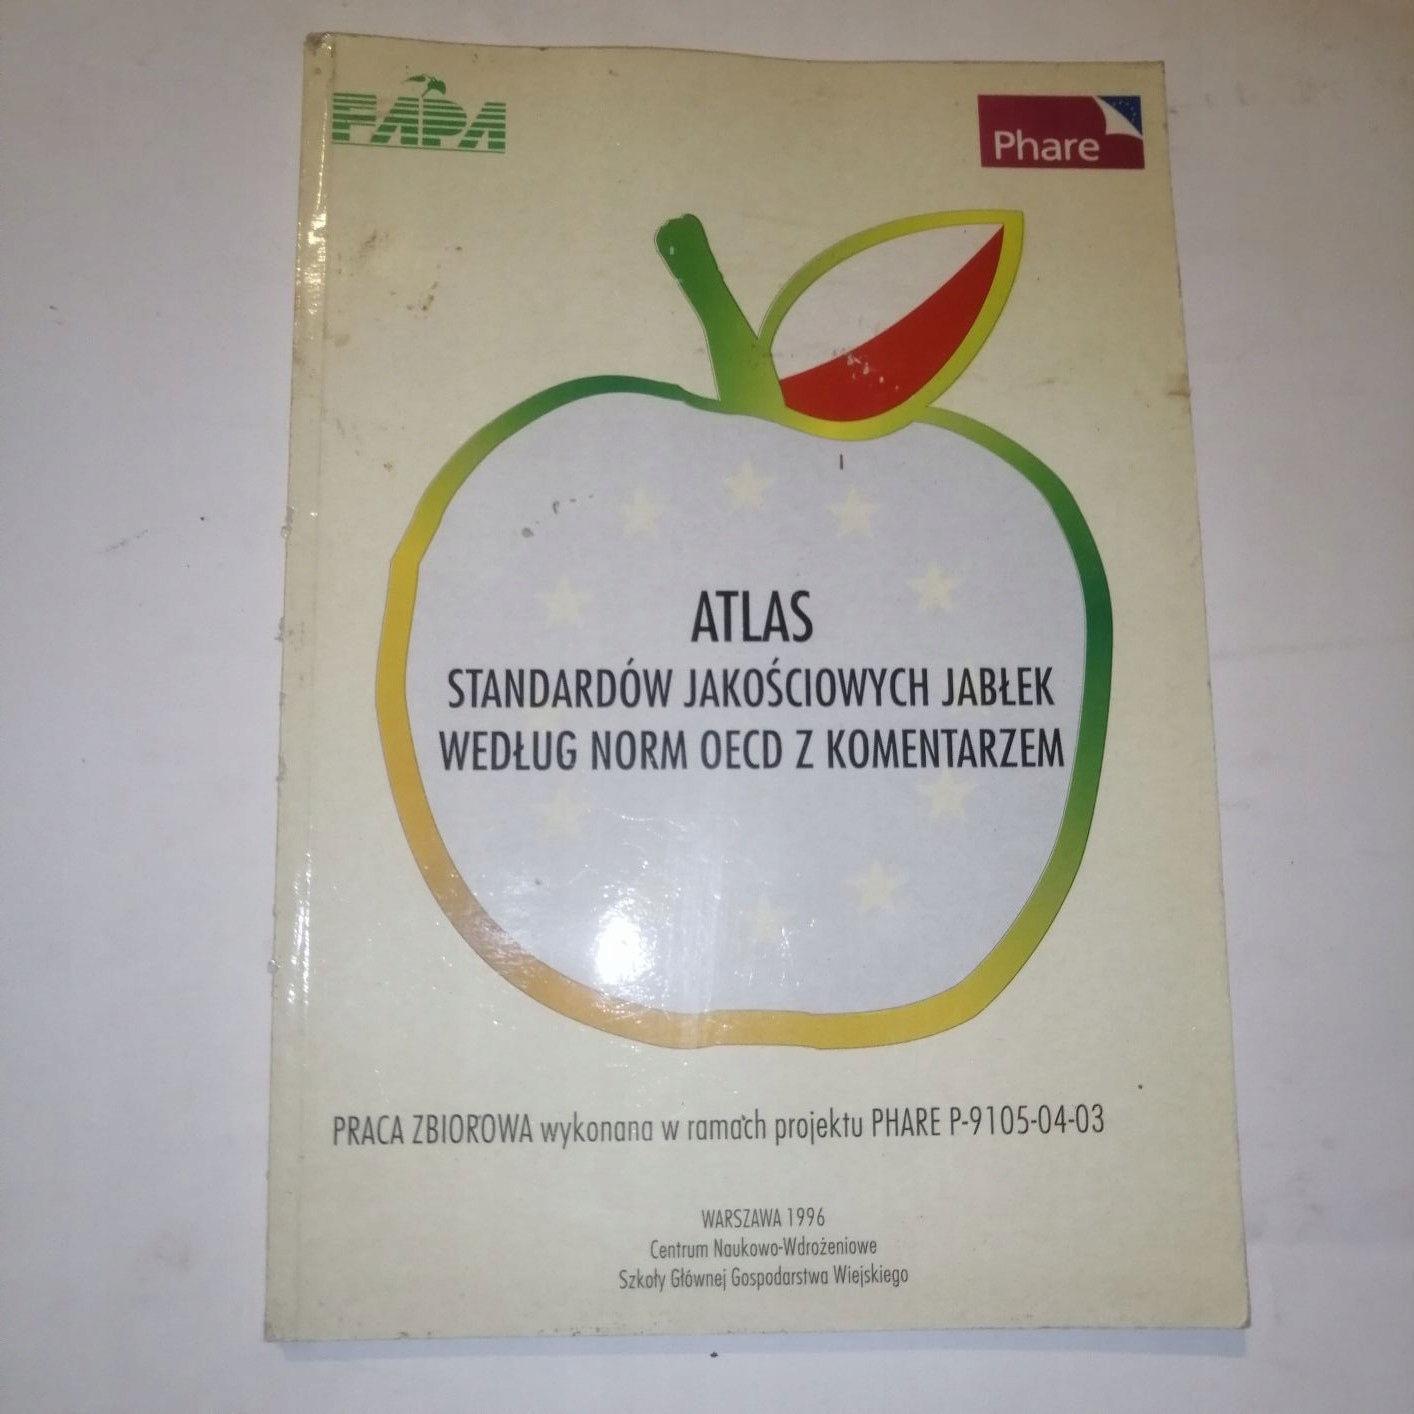 FAPA
Phare
ATLAS
STANDARDÓW JAKOŚCIOWYCH JABŁEK
WEDŁUG NORM OECD Z KOMENTARZEM
PRACA ZBIOROWA wykonana w ramach projektu PHARE P-9105-04-03
WARSZAWA 1996
Centrum Naukowo-Wdrożeniowe
Szkoły Głównej Gospodarstwa Wiejskiego